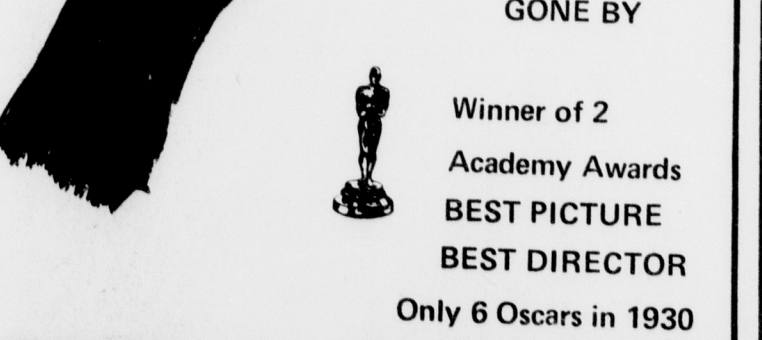 GONE BY
Winner of 2
Academy Awards
BEST PICTURE
BEST DIRECTOR
Only 6 Oscars in 1930